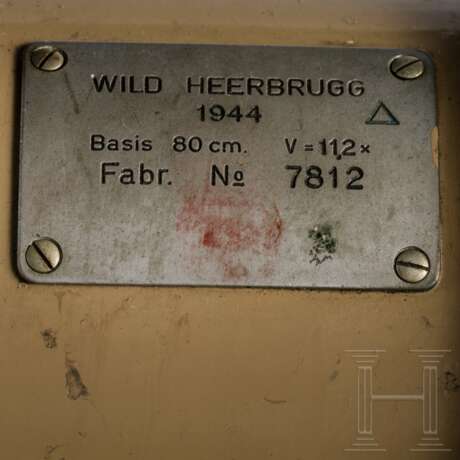 WILD HEERBRUGG
1944
Basis 80 cm. V = 11,2 ×
Fabr. № 7812
H